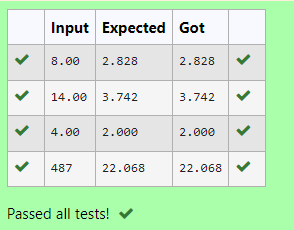 Input Expected Got
8.00 2.828 2.828
14.00 3.742 3.742
4.00 2.000 2.000
487 22.068 22.068
Passed all tests!